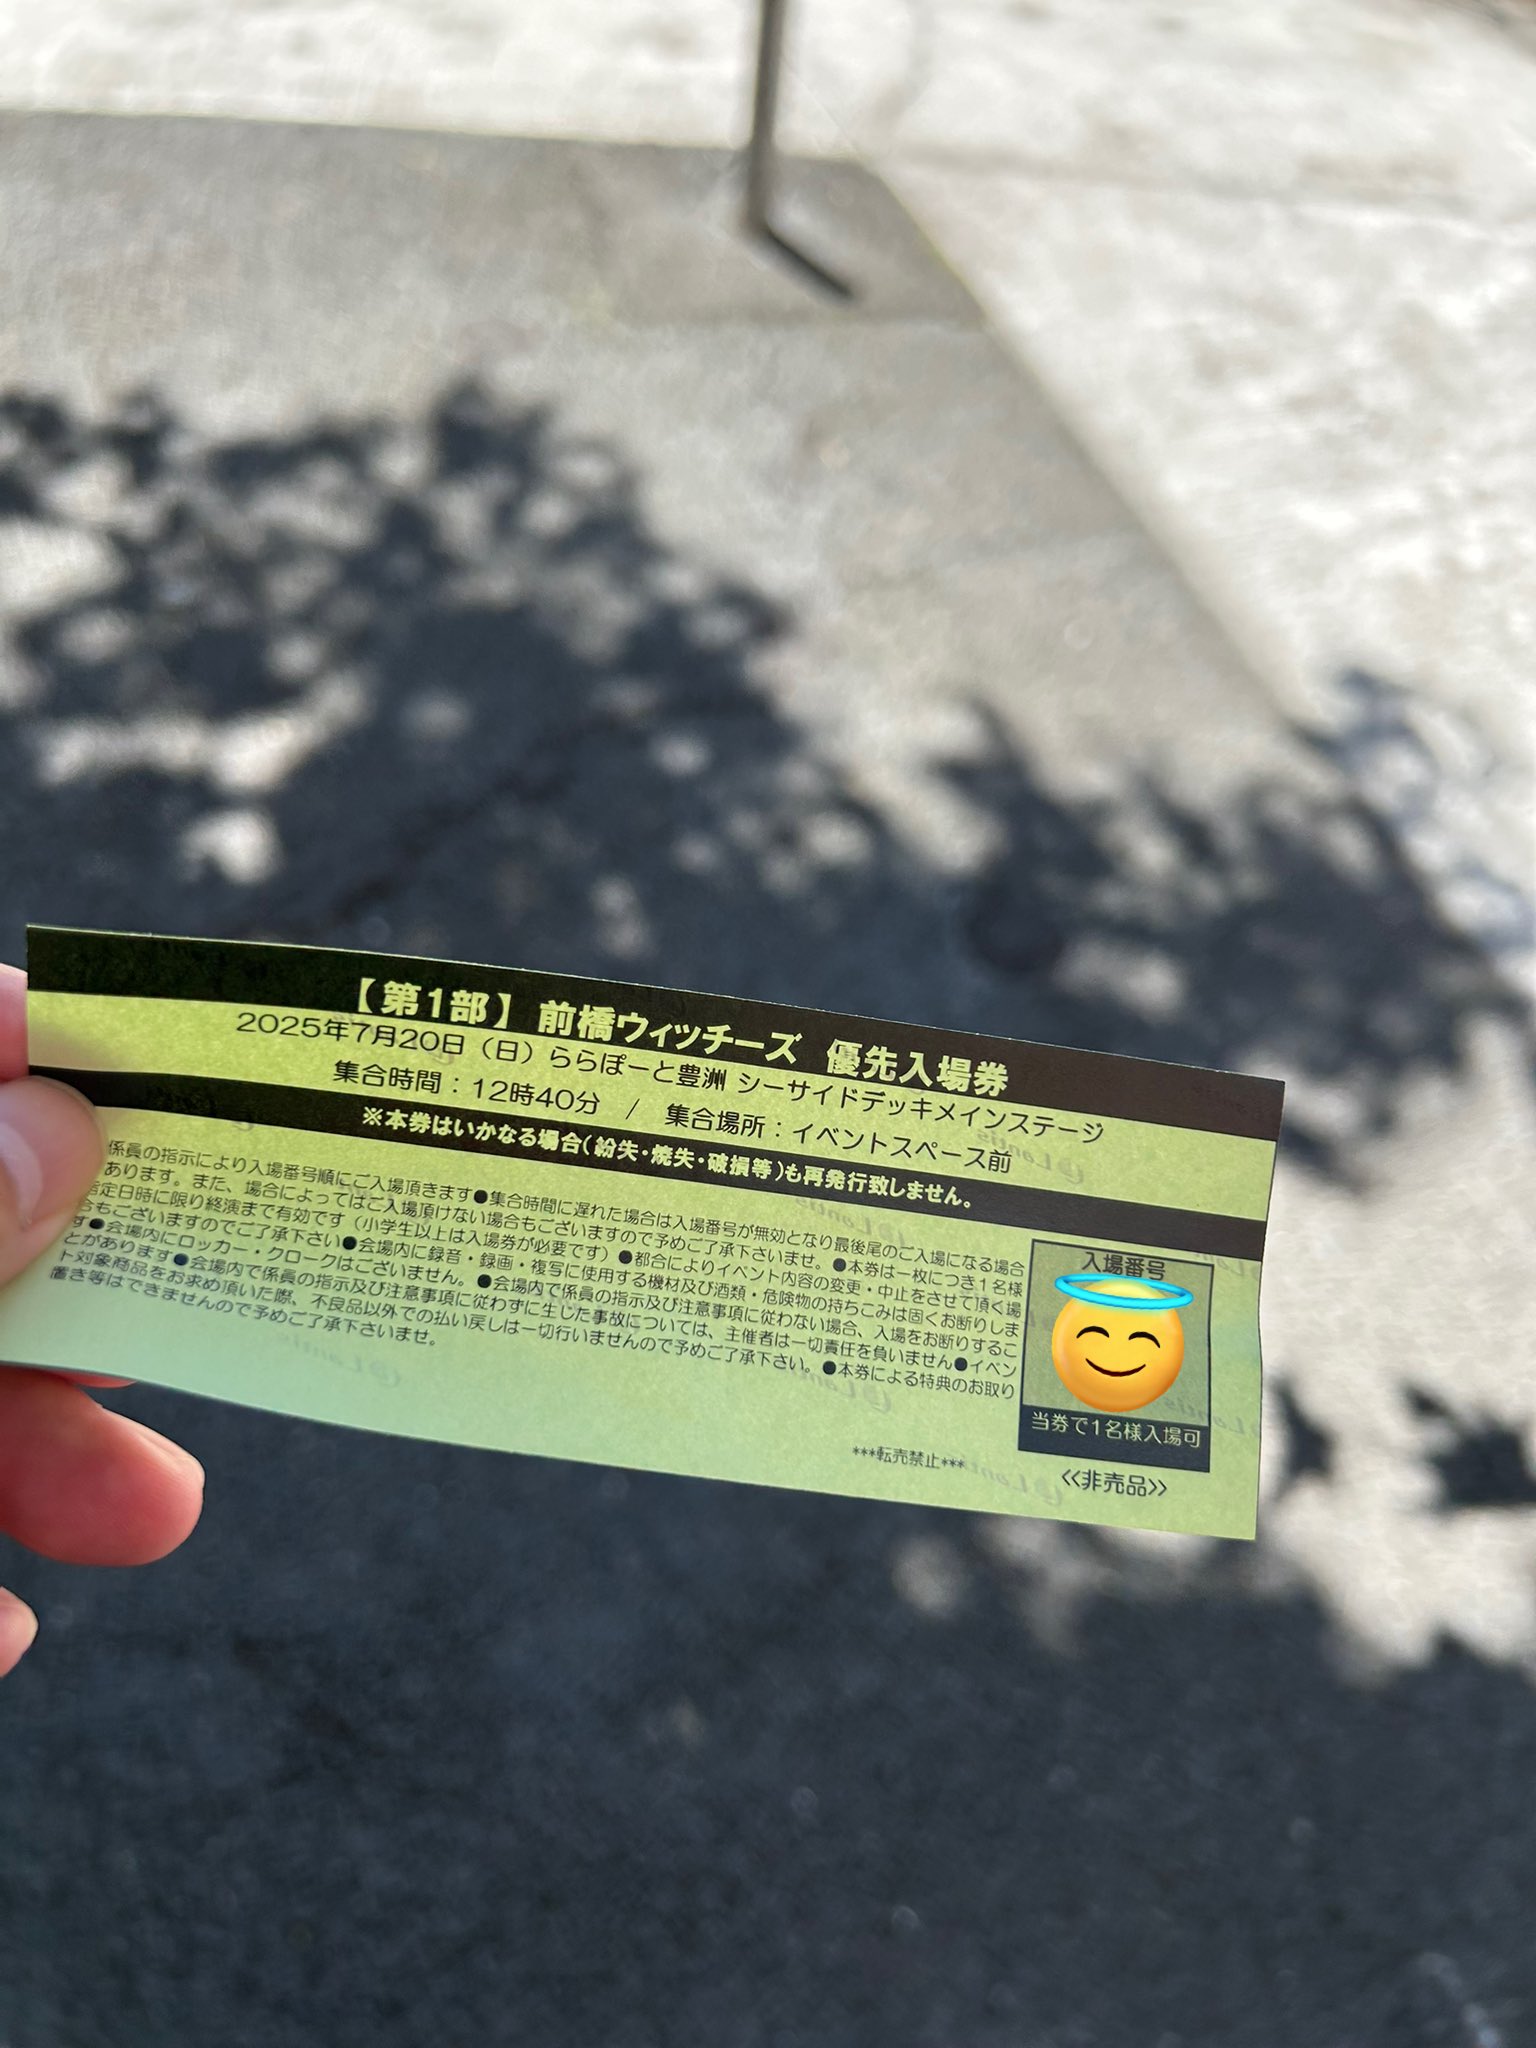 【第1部】 前橋ウィッチーズ 優先入場券
2025年7月20日（日）ららぽーと豊洲 シーサイドデッキメインステージ
集合時間：12時40分 / 集合場所：イベントスペース前
※本券はいかなる場合（紛失・焼失・破損等）も再発行致しません。
係員の指示により入場番号順にご入場頂きます●集合時間に遅れた場合は入場番号が無効となり最後尾のご入場になる場合
あります。また、場合によってはご入場頂けない場合もございますので予めご了承下さいませ。●本券は一枚につき1名様
指定日時に限り終演まで有効です（小学生以上は入場券が必要です）●都合によりイベント内容の変更・中止をさせて頂く場
合もございますのでご了承下さい●会場内に録音・録画・複写に使用する機材及び酒類・危険物の持ちこみは固くお断りしま
す●会場内にロッカー・クロークはございません。●会場内で係員の指示及び注意事項に従わない場合、入場をお断りするこ
とがあります●会場内で係員の指示及び注意事項に従わずに生じた事故については、主催者は一切責任を負いません●イベン
ト対象商品をお求め頂いた際、不良品以外での払い戻しは一切行いませんので予めご了承下さい。●本券による特典のお取り
置き等はできませんので予めご了承下さいませ。
入場番号
当券で1名様入場可
***転売禁止***
<<非売品>>